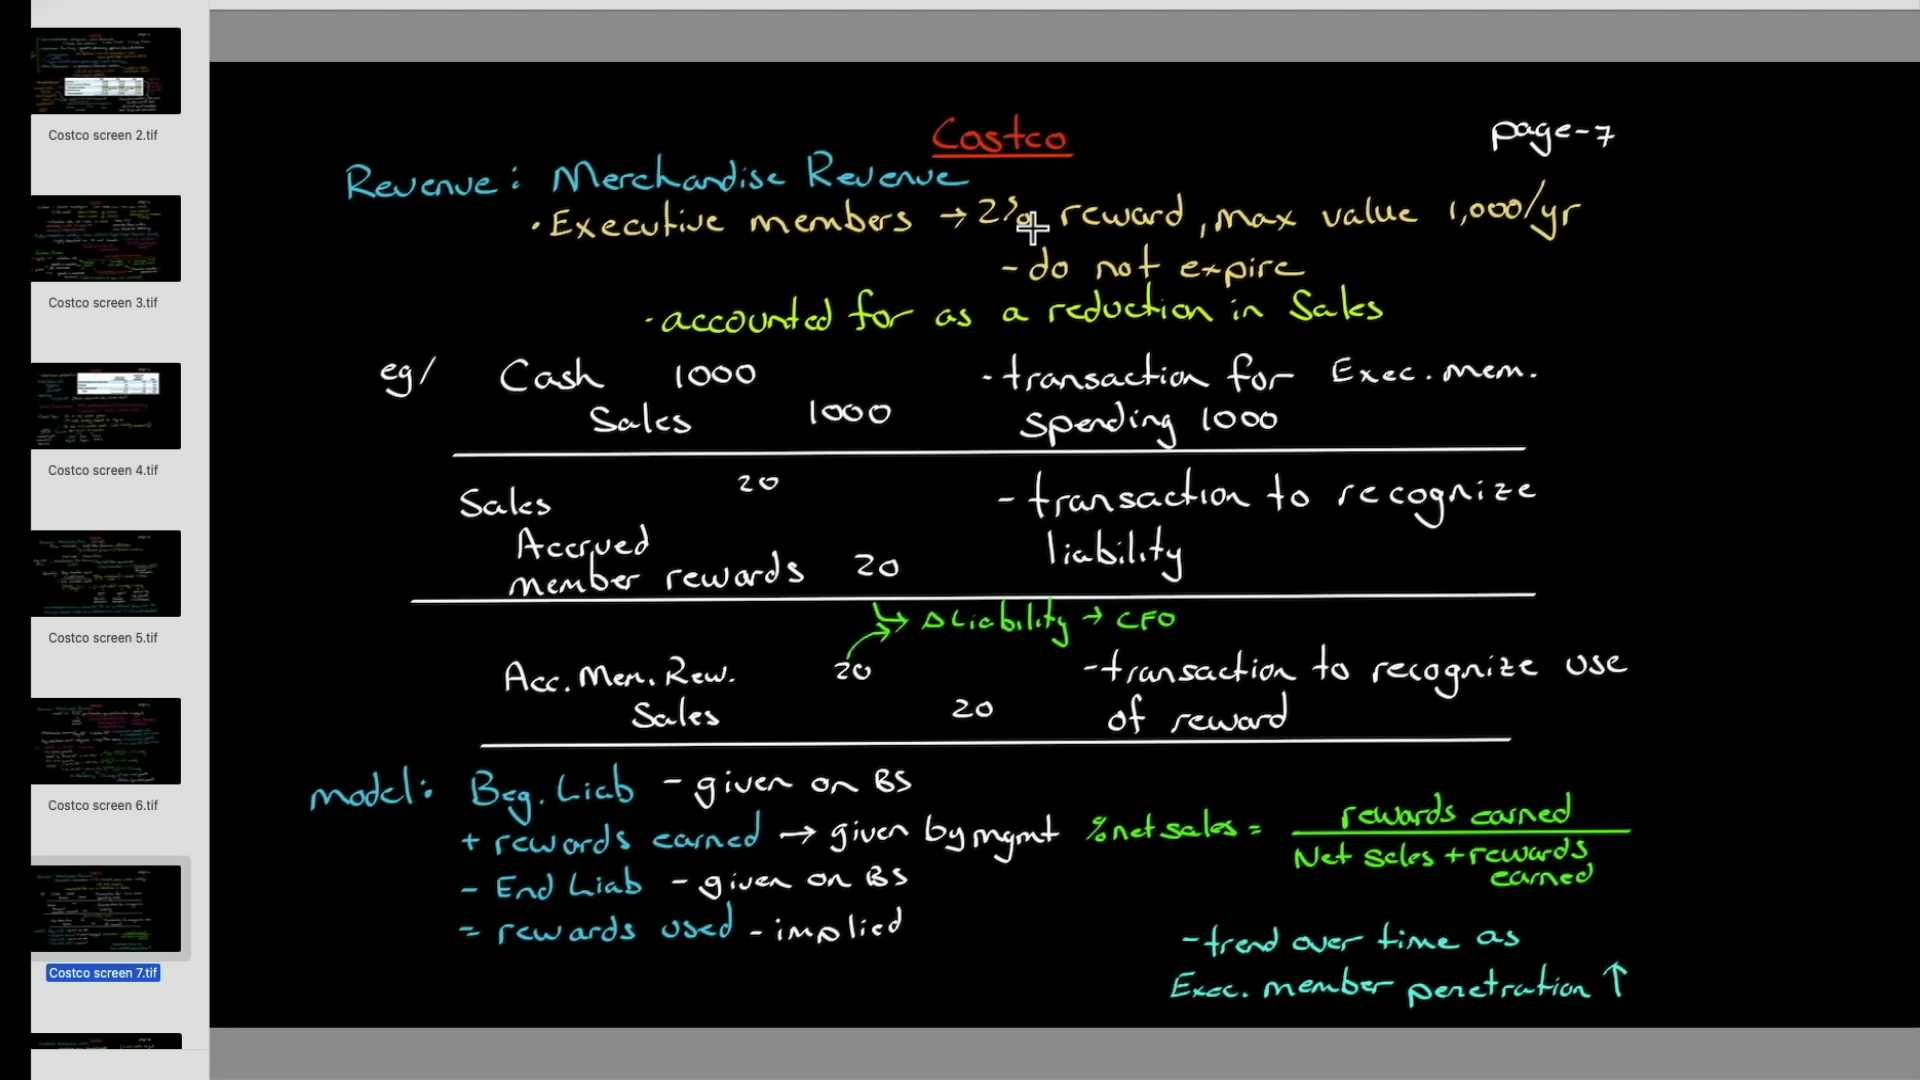 Costco
page-7
Revenue: Merchandise Revenue
• Executive members → 2% reward, max value 1,000/yr
- do not expire
• accounted for as a reduction in Sales
eg/ Cash 1000 • transaction for Exec. mem.
Sales 1000 spending 1000
Sales 20 - transaction to recognize
Accrued liability
member rewards 20
Δ Liability → CFO
Acc. Mem. Rew. 20 - transaction to recognize use
Sales 20 of reward
model: Beg. Liab - given on BS
+ rewards earned → given by mgmt % net sales = rewards earned
Net Sales + rewards
earned
- End Liab - given on BS
= rewards used - implied
- trend over time as
Exec. member penetration ↑
Costco screen 2.tif
Costco screen 3.tif
Costco screen 4.tif
Costco screen 5.tif
Costco screen 6.tif
Costco screen 7.tif